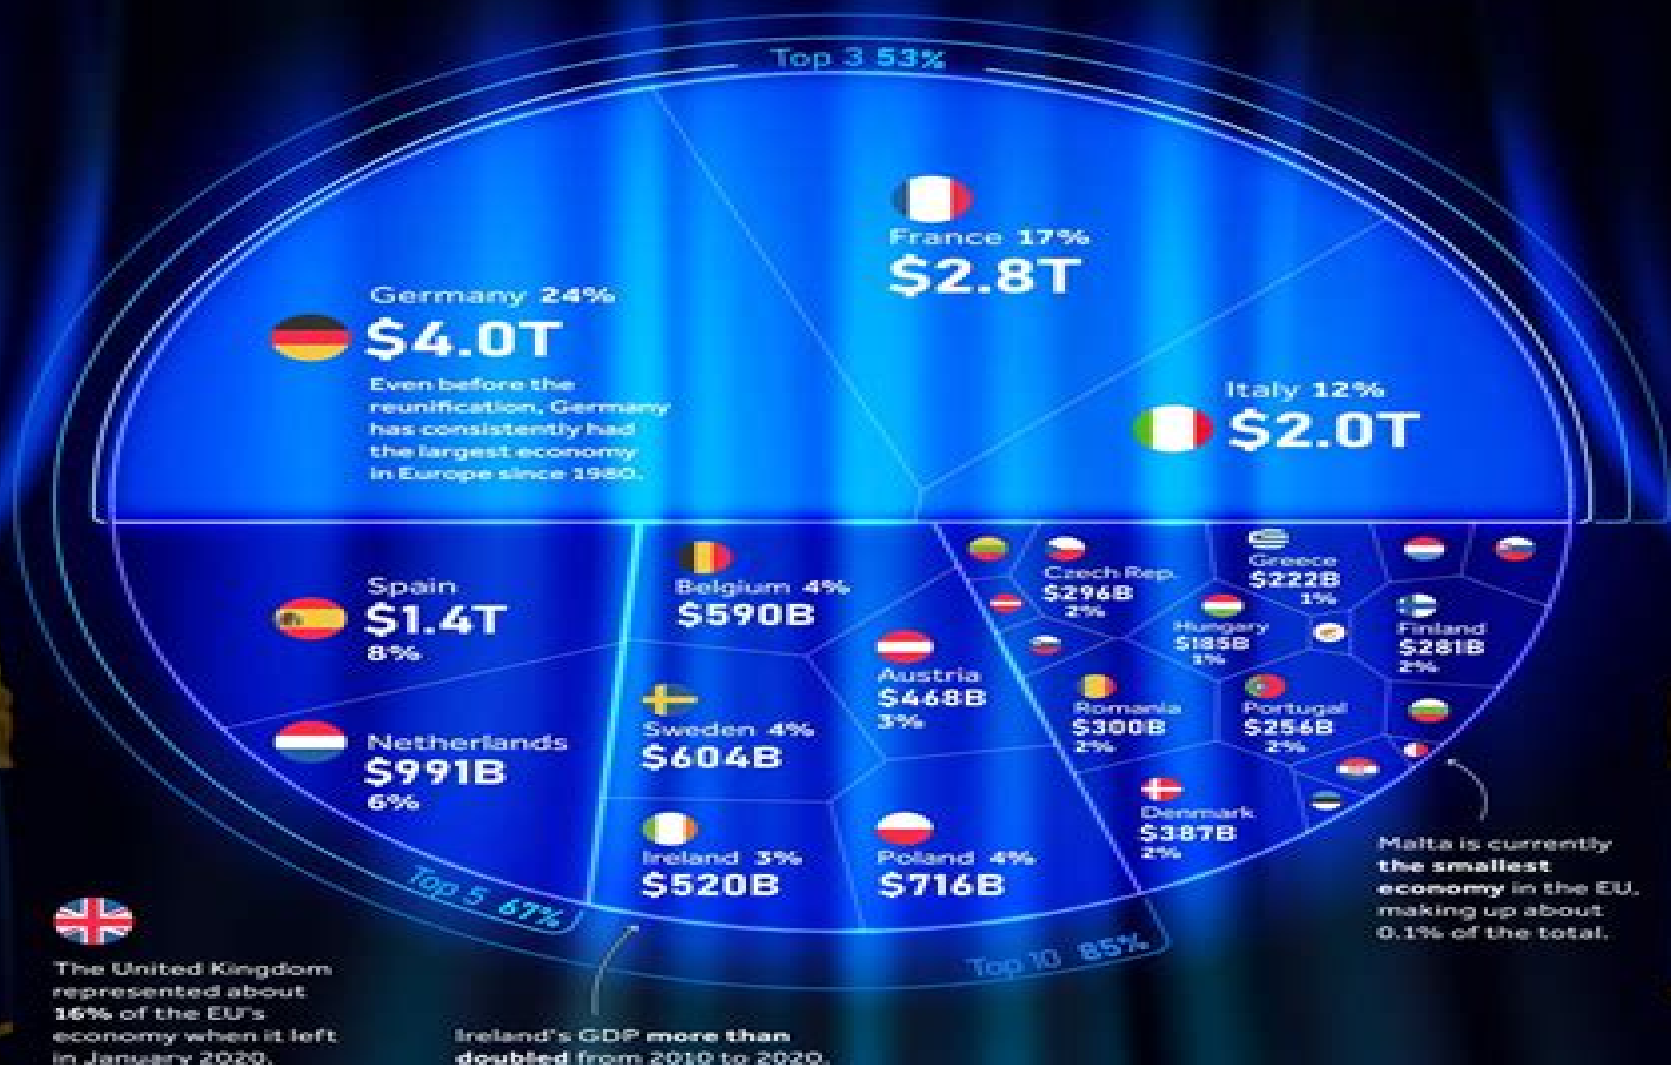 Top 3 53%
France 17%
$2.8T
Germany 24%
$4.0T
Even before the
reunification, Germany
has consistently had
the largest economy
in Europe since 1980.
Italy 12%
$2.0T
Spain
$1.4T
8%
Netherlands
$991B
6%
Belgium 4%
$590B
Sweden 4%
$604B
Ireland 3%
$520B
Austria
$468B
3%
Poland 4%
$716B
Czech Rep.
$296B
2%
Greece
$222B
1%
Hungary
$185B
1%
Finland
$281B
2%
Romania
$300B
2%
Portugal
$256B
2%
Denmark
$387B
2%
Top 5 67%
Top 10 85%
Malta is currently
the smallest
economy in the EU,
making up about
0.1% of the total.
The United Kingdom
represented about
16% of the EU's
economy when it left
in January 2020.
Ireland's GDP more than
doubled from 2010 to 2020.